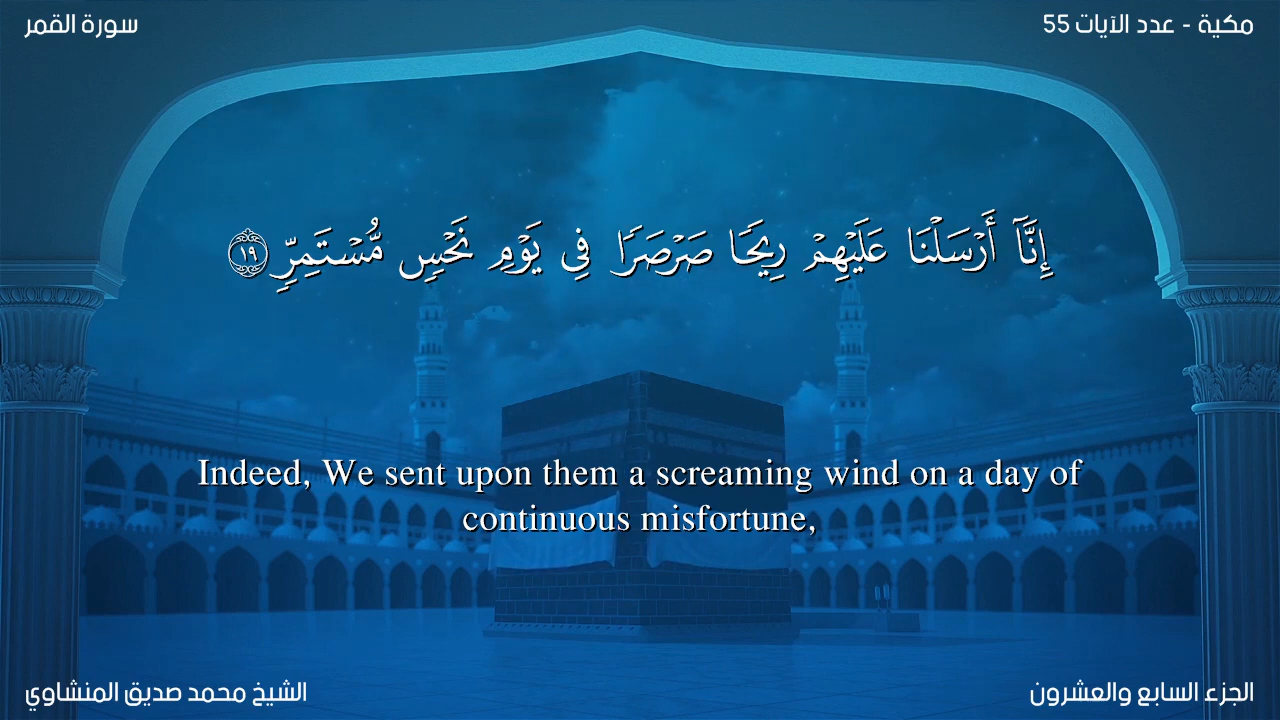 سورة القمر
مكية - عدد الآيات 55
إِنَّآ أَرْسَلْنَا عَلَيْهِمْ رِيحًا صَرْصَرًا فِى يَوْمِ نَحْسٍ مُّسْتَمِرٍّ ١٩
Indeed, We sent upon them a screaming wind on a day of
continuous misfortune,
الشيخ محمد صديق المنشاوي
الجزء السابع والعشرون